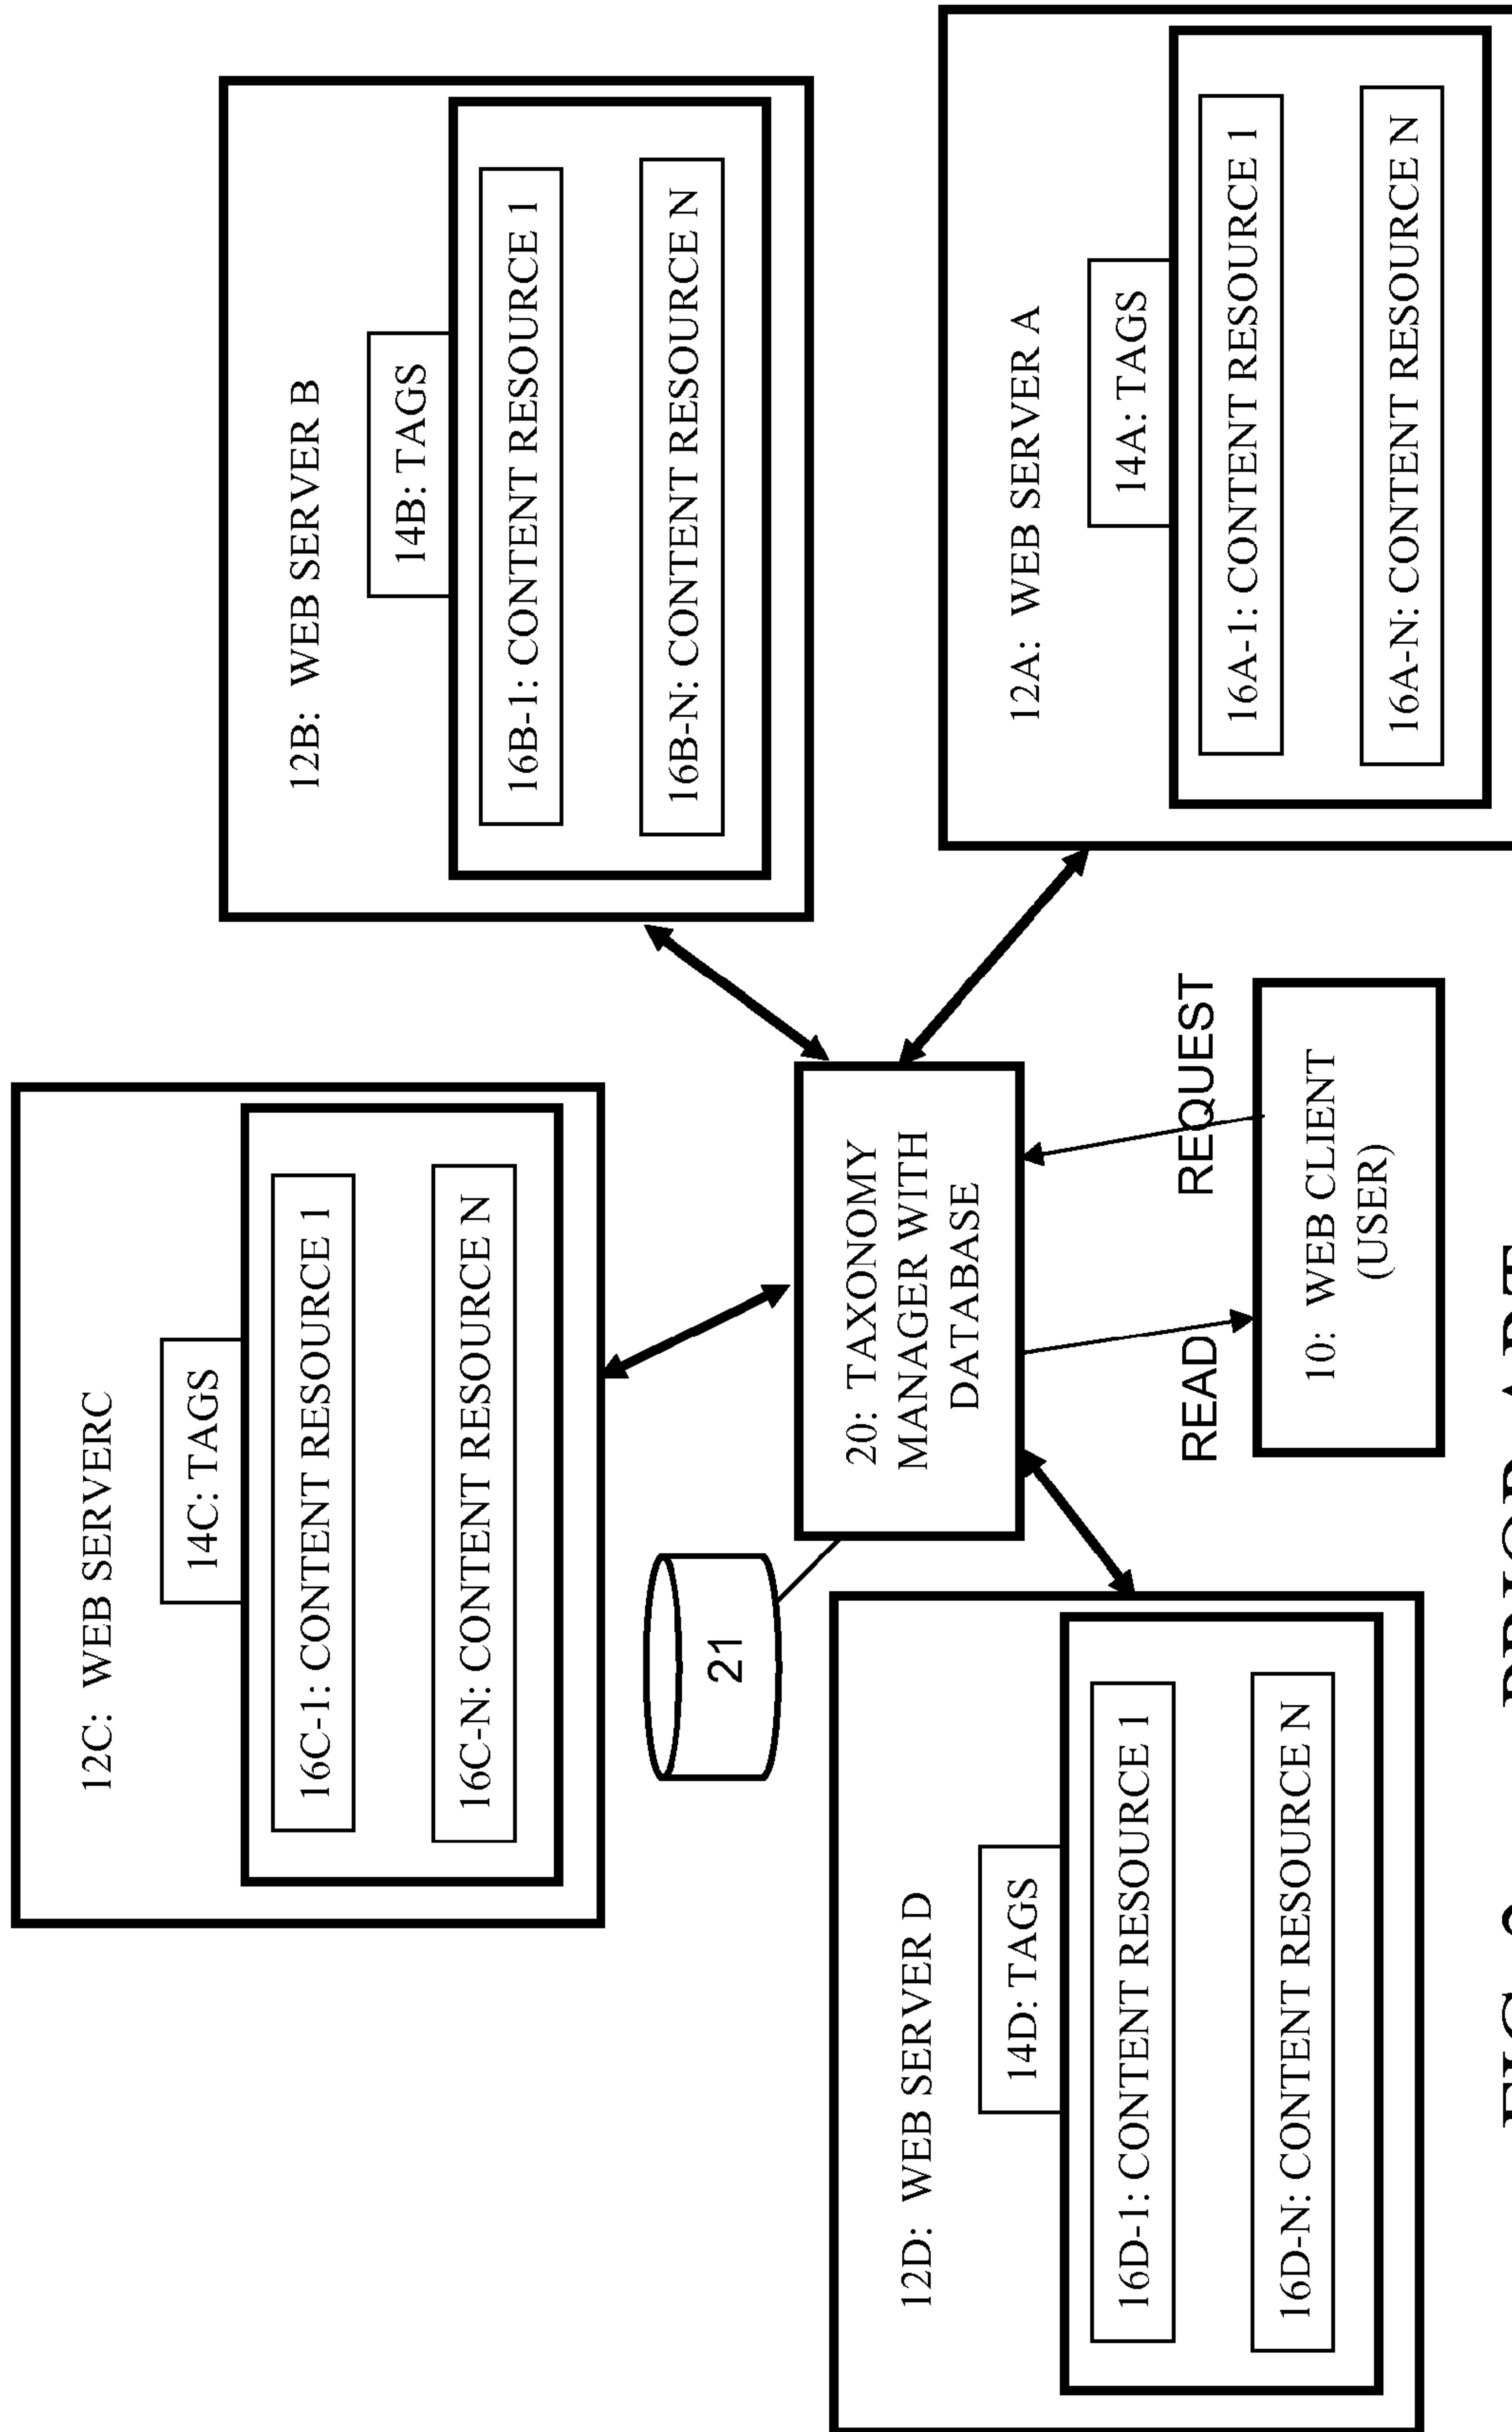 12C: WEB SERVERC
14C: TAGS
16C-1: CONTENT RESOURCE 1
16C-N: CONTENT RESOURCE N
12B: WEB SERVER B
14B: TAGS
16B-1: CONTENT RESOURCE 1
16B-N: CONTENT RESOURCE N
21
20: TAXONOMY
MANAGER WITH
DATABASE
12D: WEB SERVER D
14D: TAGS
16D-1: CONTENT RESOURCE 1
16D-N: CONTENT RESOURCE N
12A: WEB SERVER A
14A: TAGS
16A-1: CONTENT RESOURCE 1
16A-N: CONTENT RESOURCE N
READ
REQUEST
10: WEB CLIENT
(USER)
FIG. PRIOR ART